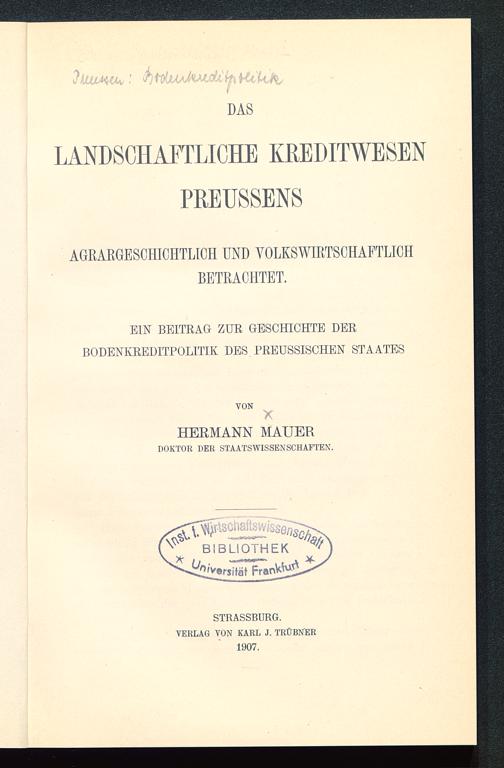 Preussen: Bodenkreditpolitik
DAS
LANDSCHAFTLICHE KREDITWESEN
PREUSSENS
AGRARGESCHICHTLICH UND VOLKSWIRTSCHAFTLICH
BETRACHTET.
EIN BEITRAG ZUR GESCHICHTE DER
BODENKREDITPOLITIK DES PREUSSISCHEN STAATES
VON
HERMANN MAUER
DOKTOR DER STAATSWISSENSCHAFTEN.
Inst. f. Wirtschaftswissenschaft
BIBLIOTHEK
Universität Frankfurt
STRASSBURG.
VERLAG VON KARL J. TRÜBNER
1907.